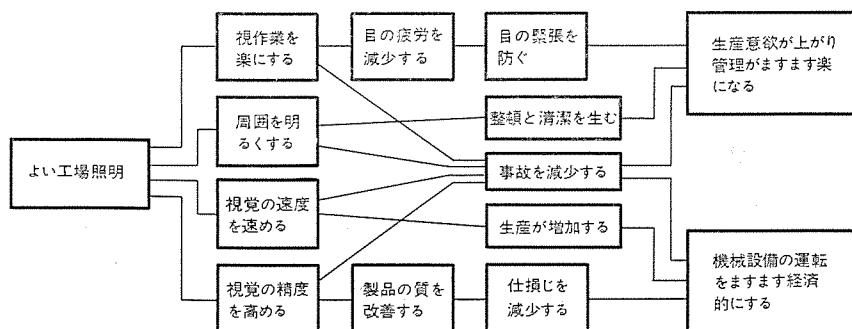 よい工場照明
視作業を
楽にする
周囲を明
るくする
視覚の速度
を速める
視覚の精度
を高める
目の疲労を
減少する
製品の質を
改善する
目の緊張を
防ぐ
整頓と清潔を生む
事故を減少する
生産が増加する
仕損じを
減少する
生産意欲が上がり
管理がますます楽
になる
機械設備の運転
をますます経済
的にする